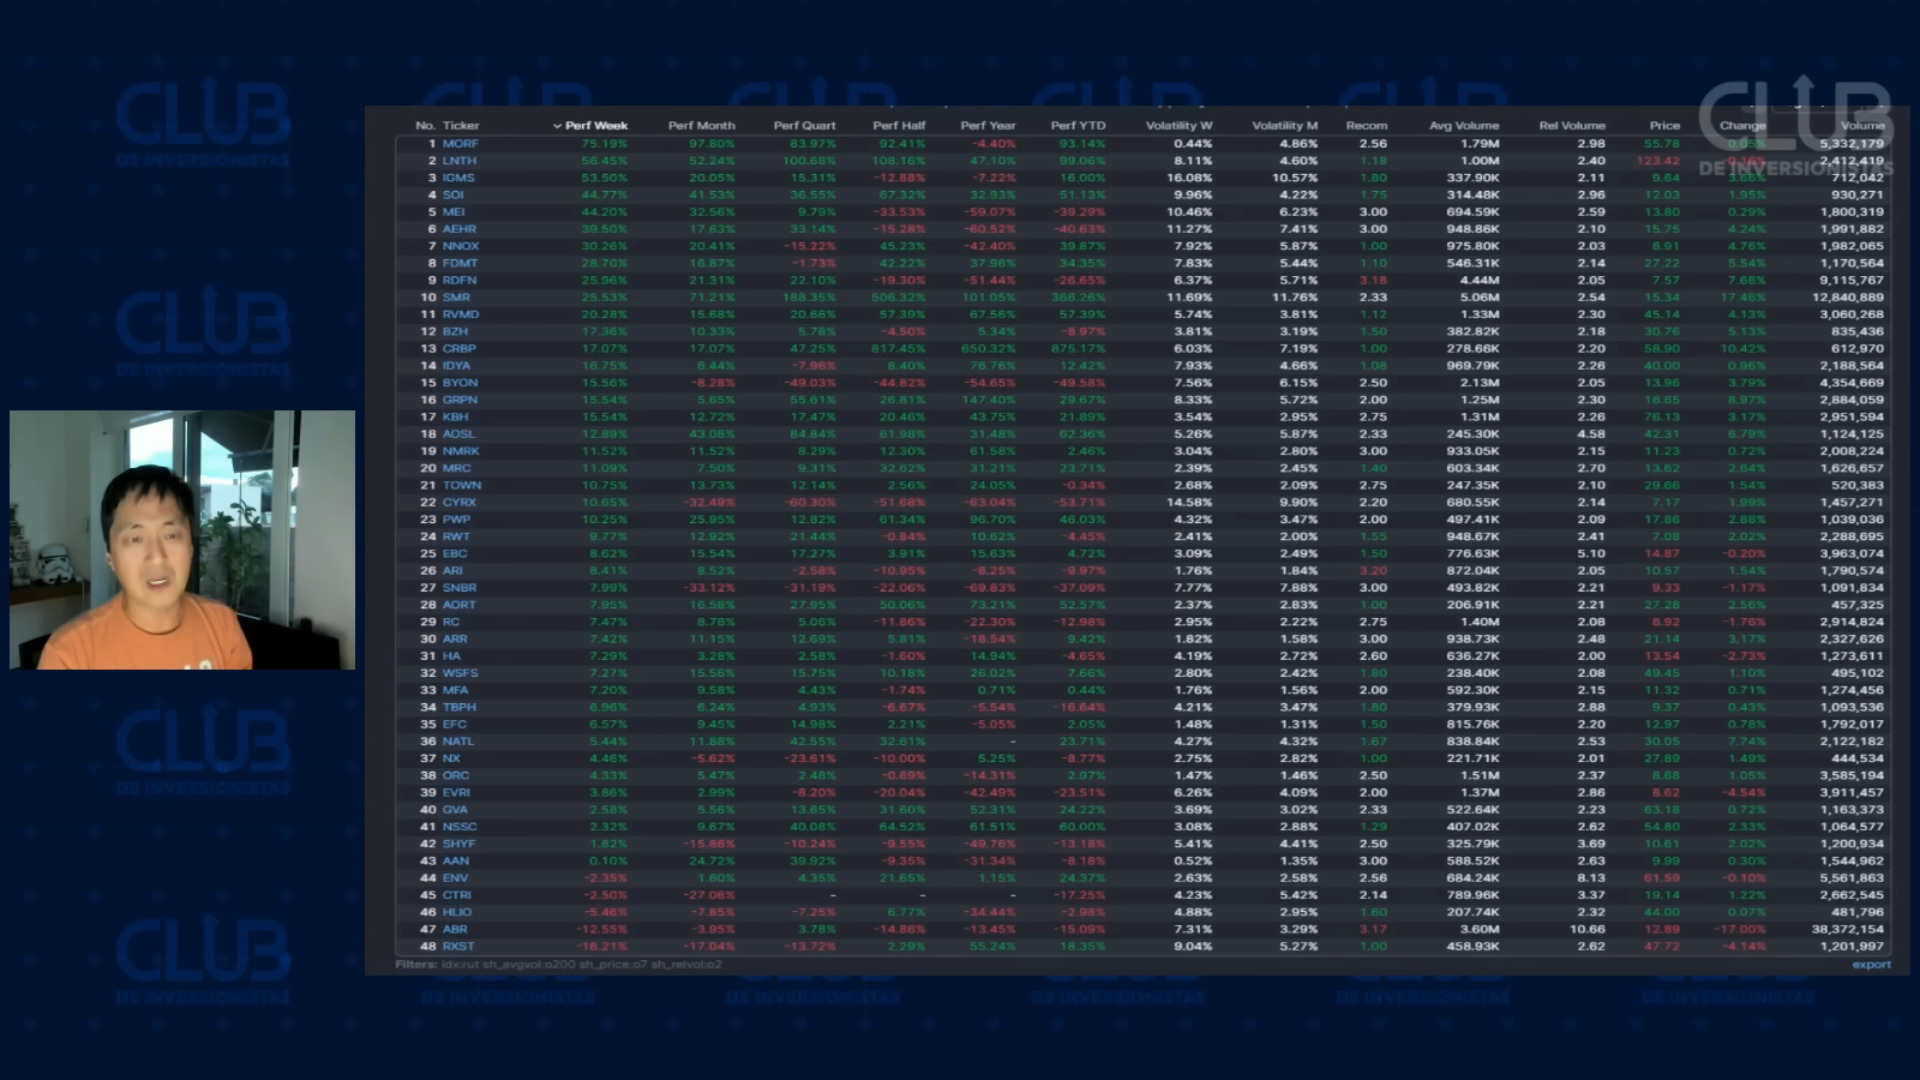 CLUB
DE INVERSIONISTAS
No. Ticker Perf Week Perf Month Perf Quart Perf Half Perf Year Perf YTD Volatility W Volatility M Recom Avg Volume Rel Volume Price Change Volume
1 MORF 75.19% 97.80% 83.97% 92.41% -4.40% 93.14% 0.44% 4.86% 2.56 1.79M 2.98 55.78 0.05% 5,332,179
2 LNTH 56.45% 52.24% 100.68% 108.16% 47.10% 99.06% 8.11% 4.60% 1.18 1.00M 2.40 123.42 2,412,419
3 IGMS 53.50% 20.05% 15.31% -12.88% -7.22% 16.00% 16.08% 10.57% 1.80 337.90K 2.11 9.64 712,042
4 SOI 44.77% 41.53% 36.55% 67.32% 32.93% 51.13% 9.96% 4.22% 1.75 314.48K 2.96 12.03 1.95% 930,271
5 MEI 44.20% 32.56% 9.79% -33.53% -59.07% -39.29% 10.46% 6.23% 3.00 694.59K 2.59 13.80 0.29% 1,800,319
6 AEHR 39.50% 17.63% 33.14% -15.28% -60.52% -40.63% 11.27% 7.41% 3.00 948.86K 2.10 15.75 4.24% 1,991,882
7 NNOX 30.26% 20.41% -15.22% 45.23% -42.40% 39.87% 7.92% 5.87% 1.00 975.80K 2.03 8.91 4.76% 1,982,065
8 FDMT 28.70% 16.87% -1.73% 42.22% 37.96% 34.35% 7.83% 5.44% 1.10 546.31K 2.14 27.22 5.54% 1,170,564
9 RDFN 25.96% 21.31% 22.10% -19.30% -51.44% -26.65% 6.37% 5.71% 3.18 4.44M 2.05 7.57 7.68% 9,115,767
10 SMR 25.53% 71.21% 188.35% 506.32% 101.05% 366.26% 11.69% 11.76% 2.33 5.06M 2.54 15.34 17.46% 12,840,889
11 RVMD 20.28% 15.68% 20.66% 57.39% 67.56% 57.39% 5.74% 3.81% 1.12 1.33M 2.30 45.14 4.13% 3,060,268
12 BZH 17.36% 10.33% 5.78% -4.50% 5.34% -8.97% 3.81% 3.19% 1.50 382.82K 2.18 30.76 5.13% 835,436
13 CRBP 17.07% 17.07% 47.25% 817.45% 650.32% 875.17% 6.03% 7.19% 1.00 278.66K 2.20 58.90 10.42% 612,970
14 IDYA 16.75% 6.44% -7.96% 8.40% 76.76% 12.42% 7.93% 4.66% 1.08 969.79K 2.26 40.00 0.96% 2,188,564
15 BYON 15.56% -8.28% -49.03% -44.82% -54.65% -49.58% 7.56% 6.15% 2.50 2.13M 2.05 13.96 3.79% 4,354,669
16 GRPN 15.54% 5.65% 55.61% 26.81% 147.40% 29.67% 8.33% 5.72% 2.00 1.25M 2.30 16.65 8.97% 2,884,059
17 KBH 15.54% 12.72% 17.47% 20.46% 43.75% 21.89% 3.54% 2.95% 2.75 1.31M 2.26 76.13 3.17% 2,951,594
18 AOSL 12.89% 43.08% 84.84% 61.98% 31.48% 62.36% 5.26% 5.87% 2.33 245.30K 4.58 42.31 6.79% 1,124,125
19 NMRK 11.52% 11.52% 8.29% 12.30% 61.58% 2.46% 3.04% 2.80% 3.00 933.05K 2.15 11.23 0.72% 2,008,224
20 MRC 11.09% 7.50% 9.31% 32.62% 31.21% 23.71% 2.39% 2.45% 1.40 603.34K 2.70 13.62 2.64% 1,626,657
21 TOWN 10.75% 13.73% 12.14% 2.56% 24.05% -0.34% 2.68% 2.09% 2.75 247.35K 2.10 29.66 1.54% 520,383
22 CYRX 10.65% -32.49% -60.30% -51.68% -63.04% -53.71% 14.58% 9.90% 2.20 680.55K 2.14 7.17 1.99% 1,457,271
23 PWP 10.25% 25.95% 12.82% 61.34% 96.70% 46.03% 4.32% 3.47% 2.00 497.41K 2.09 17.86 2.88% 1,039,036
24 RWT 9.77% 12.92% 21.44% -0.84% 10.62% -4.45% 2.41% 2.00% 1.55 948.67K 2.41 7.08 2.02% 2,288,695
25 EBC 8.62% 15.54% 17.27% 3.91% 15.63% 4.72% 3.09% 2.49% 1.50 776.63K 5.10 14.87 -0.20% 3,963,074
26 ARI 8.41% 8.52% -2.58% -10.95% -8.25% -9.97% 1.76% 1.84% 3.20 872.04K 2.05 10.57 1.54% 1,790,574
27 SNBR 7.99% -33.12% -31.19% -22.06% -69.83% -37.09% 7.77% 7.88% 3.00 493.82K 2.21 9.33 -1.17% 1,091,834
28 AORT 7.95% 16.58% 27.95% 50.06% 73.21% 52.57% 2.37% 2.83% 1.00 206.91K 2.21 27.28 2.56% 457,325
29 RC 7.47% 8.78% 5.06% -11.86% -22.30% -12.98% 2.95% 2.22% 2.75 1.40M 2.08 8.92 -1.76% 2,914,824
30 ARR 7.42% 11.15% 12.69% 5.81% -18.54% 9.42% 1.82% 1.58% 3.00 938.73K 2.48 21.14 3.17% 2,327,626
31 HA 7.29% 3.28% 2.58% -1.60% 14.94% -4.65% 4.19% 2.72% 2.60 636.27K 2.00 13.54 -2.73% 1,273,611
32 WSFS 7.27% 15.56% 15.75% 10.18% 26.02% 7.66% 2.80% 2.42% 1.80 238.40K 2.08 49.45 1.10% 495,102
33 MFA 7.20% 9.58% 4.43% -1.74% 0.71% 0.44% 1.76% 1.56% 2.00 592.30K 2.15 11.32 0.71% 1,274,456
34 TBPH 6.96% 6.24% 4.93% -6.67% -5.54% -16.64% 4.21% 3.47% 1.80 379.93K 2.88 9.37 0.43% 1,093,536
35 EFC 6.57% 9.45% 14.98% 2.21% -5.05% 2.05% 1.48% 1.31% 1.50 815.76K 2.20 12.97 0.78% 1,792,017
36 NATL 5.44% 11.88% 42.55% 32.61% - 23.71% 4.27% 4.32% 1.67 838.84K 2.53 30.05 7.74% 2,122,182
37 NX 4.46% -5.62% -23.61% -10.00% 5.25% -8.77% 2.75% 2.82% 1.00 221.71K 2.01 27.89 1.49% 444,534
38 ORC 4.33% 5.47% 2.48% -0.69% -14.31% 2.97% 1.47% 1.46% 2.50 1.51M 2.37 8.68 1.05% 3,585,194
39 EVRI 3.86% 2.99% -8.20% -20.04% -42.49% -23.51% 6.26% 4.09% 2.00 1.37M 2.86 8.62 -4.54% 3,911,457
40 GVA 2.58% 5.56% 13.65% 31.60% 52.31% 24.22% 3.69% 3.02% 2.33 522.64K 2.23 63.18 0.72% 1,163,373
41 NSSC 2.32% 9.67% 40.08% 64.52% 61.51% 60.00% 3.08% 2.88% 1.29 407.02K 2.62 54.80 2.33% 1,064,577
42 SHYF 1.82% -15.86% -10.24% -9.55% -49.76% -13.18% 5.41% 4.41% 2.50 325.79K 3.69 10.61 2.02% 1,200,934
43 AAN 0.10% 24.72% 39.92% -9.35% -31.34% -8.18% 0.52% 1.35% 3.00 588.52K 2.63 9.99 0.30% 1,544,962
44 ENV -2.35% 1.60% 4.35% 21.65% 1.15% 24.37% 2.63% 2.58% 2.56 684.24K 8.13 61.59 -0.10% 5,561,863
45 CTRI -2.50% -27.06% - - - -17.25% 4.23% 5.42% 2.14 789.96K 3.37 19.14 1.22% 2,662,545
46 HLIO -5.46% -7.85% -7.25% 6.77% -34.44% -2.98% 4.88% 2.95% 1.60 207.74K 2.32 44.00 0.07% 481,796
47 ABR -12.55% -3.95% 3.78% -14.86% -13.45% -15.09% 7.31% 3.29% 3.17 3.60M 10.66 12.89 -17.00% 38,372,154
48 RXST -16.21% -17.04% -13.72% 2.29% 55.24% 18.35% 9.04% 5.27% 1.00 458.93K 2.62 47.72 -4.14% 1,201,997
Filters: idx:rut sh_avgvol:o200 sh_price:o7 sh_relvol:o2
export